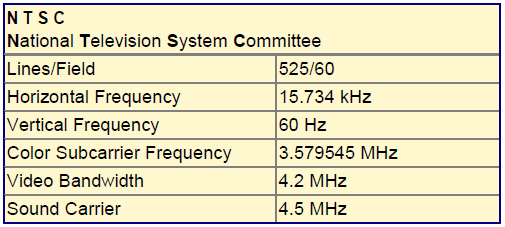 N T S C
National Television System Committee
Lines/Field 525/60
Horizontal Frequency 15.734 kHz
Vertical Frequency 60 Hz
Color Subcarrier Frequency 3.579545 MHz
Video Bandwidth 4.2 MHz
Sound Carrier 4.5 MHz